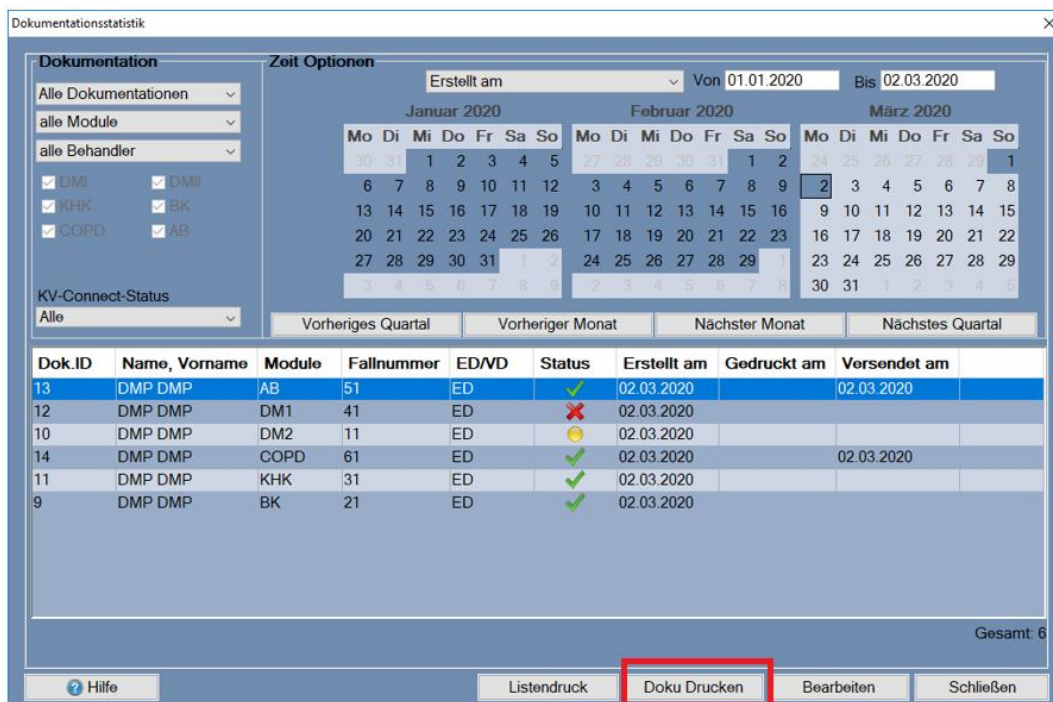 Dokumentationsstatistik
Dokumentation
Alle Dokumentationen
alle Module
alle Behandler
DMI DMII
KHK BK
COPD AB
KV-Connect-Status
Alle
Zeit Optionen
Erstellt am Von 01.01.2020 Bis 02.03.2020
Januar 2020 Februar 2020 März 2020
Mo Di Mi Do Fr Sa So Mo Di Mi Do Fr Sa So Mo Di Mi Do Fr Sa So
30 31 1 2 3 4 5 27 28 29 30 31 1 2 24 25 26 27 28 29 1
6 7 8 9 10 11 12 3 4 5 6 7 8 9 2 3 4 5 6 7 8
13 14 15 16 17 18 19 10 11 12 13 14 15 16 9 10 11 12 13 14 15
20 21 22 23 24 25 26 17 18 19 20 21 22 23 16 17 18 19 20 21 22
27 28 29 30 31 1 2 24 25 26 27 28 29 1 23 24 25 26 27 28 29
3 4 5 6 7 8 9 2 3 4 5 6 7 8 30 31 1 2 3 4 5
Vorheriges Quartal Vorheriger Monat Nächster Monat Nächstes Quartal
Dok.ID Name, Vorname Module Fallnummer ED/VD Status Erstellt am Gedruckt am Versendet am
13 DMP DMP AB 51 ED 02.03.2020 02.03.2020
12 DMP DMP DM1 41 ED 02.03.2020
10 DMP DMP DM2 11 ED 02.03.2020
14 DMP DMP COPD 61 ED 02.03.2020 02.03.2020
11 DMP DMP KHK 31 ED 02.03.2020
9 DMP DMP BK 21 ED 02.03.2020
Gesamt: 6
Hilfe Listendruck Doku Drucken Bearbeiten Schließen